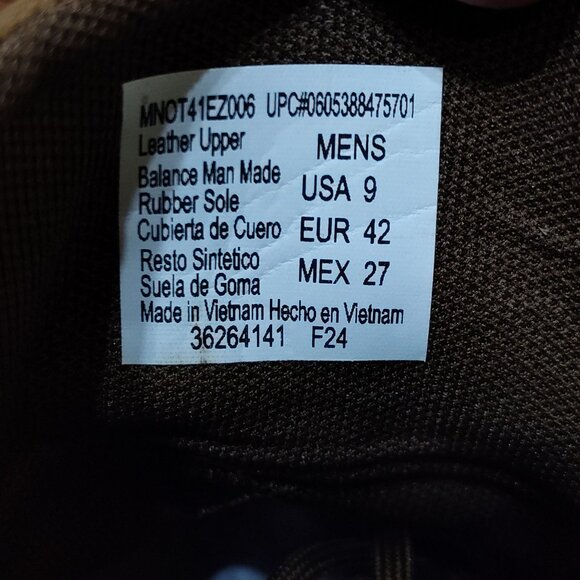 MNOT41EZ006 UPC#0605388475701
Leather Upper MENS
Balance Man Made
Rubber Sole USA 9
Cubierta de Cuero EUR 42
Resto Sintetico MEX 27
Suela de Goma
Made in Vietnam Hecho en Vietnam
36264141 F24